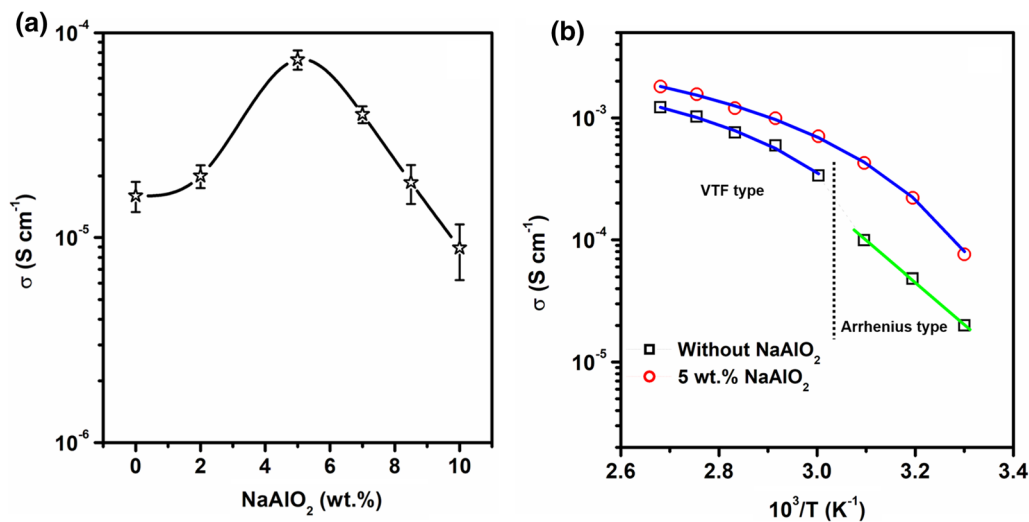 (a)
σ (S cm⁻¹)
10⁻⁴
10⁻⁵
10⁻⁶
0 2 4 6 8 10
NaAlO₂ (wt.%)
(b)
σ (S cm⁻¹)
10⁻³
10⁻⁴
10⁻⁵
VTF type
Arrhenius type
Without NaAlO₂
5 wt.% NaAlO₂
2.6 2.8 3.0 3.2 3.4
10³/T (K⁻¹)